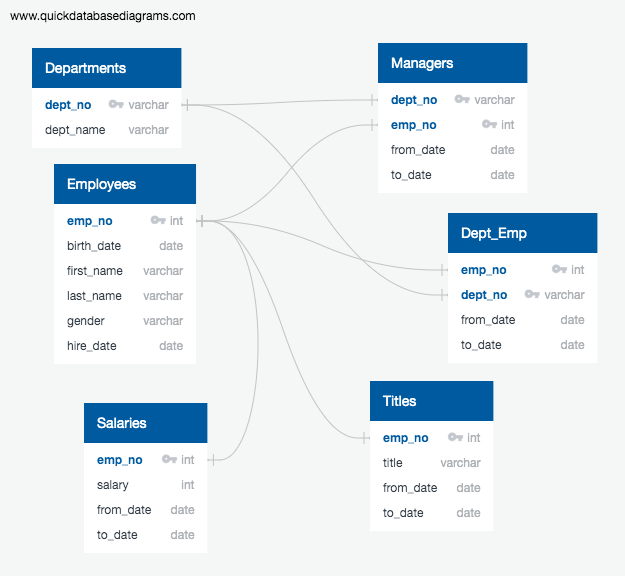 www.quickdatabasediagrams.com
Departments
dept_no varchar
dept_name varchar
Managers
dept_no varchar
emp_no int
from_date date
to_date date
Employees
emp_no int
birth_date date
first_name varchar
last_name varchar
gender varchar
hire_date date
Dept_Emp
emp_no int
dept_no varchar
from_date date
to_date date
Salaries
emp_no int
salary int
from_date date
to_date date
Titles
emp_no int
title varchar
from_date date
to_date date